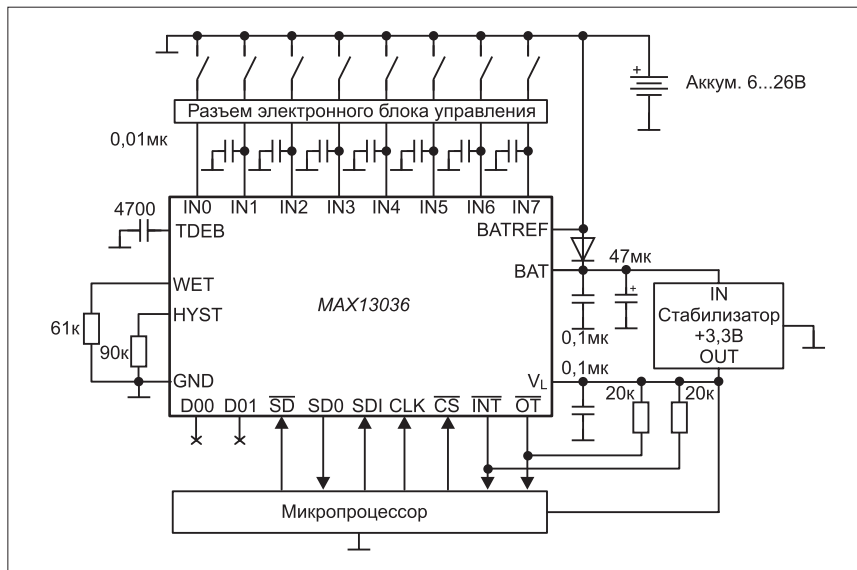 Аккум. 6...26В
Разъем электронного блока управления
0,01мк
IN0 IN1 IN2 IN3 IN4 IN5 IN6 IN7
4700
TDEB
BATREF
47мк
WET
BAT
IN
MAX13036
HYST
Стабилизатор
61к
0,1мк
+3,3В
90к
0,1мк
OUT
GND
VL
20к
20к
D00 D01 SD SD0 SDI CLK CS INT OT
Микропроцессор